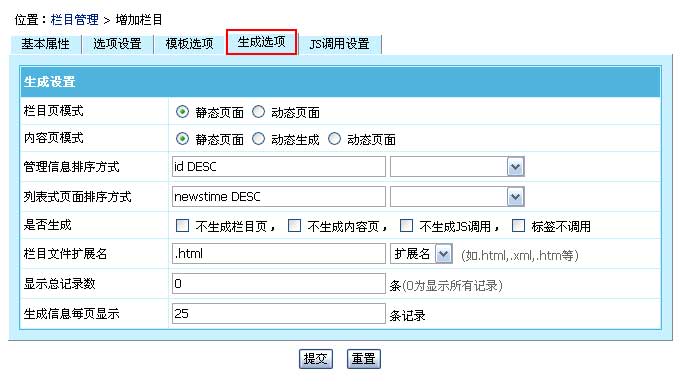 位置：栏目管理 > 增加栏目
基本属性 选项设置 模板选项 生成选项 JS调用设置
生成设置
栏目页模式 静态页面 动态页面
内容页模式 静态页面 动态生成 动态页面
管理信息排序方式 id DESC
列表式页面排序方式 newstime DESC
是否生成 不生成栏目页， 不生成内容页， 不生成JS调用， 标签不调用
栏目文件扩展名 .html 扩展名 (如.html,.xml,.htm等)
显示总记录数 0 条(0为显示所有记录)
生成信息每页显示 25 条记录
提交 重置